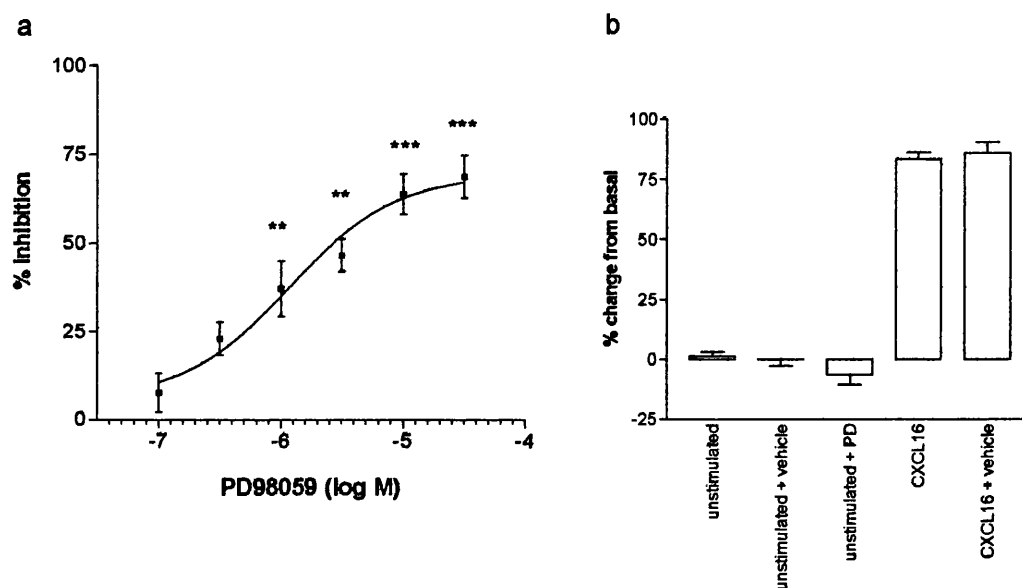 a
100
75
50
25
0
% inhibition
**
**
***
***
-7
-6
-5
-4
PD98059 (log M)
b
100
75
50
25
0
-25
% change from basal
unstimulated
unstimulated + vehicle
unstimulated + PD
CXCL16
CXCL16 + vehicle